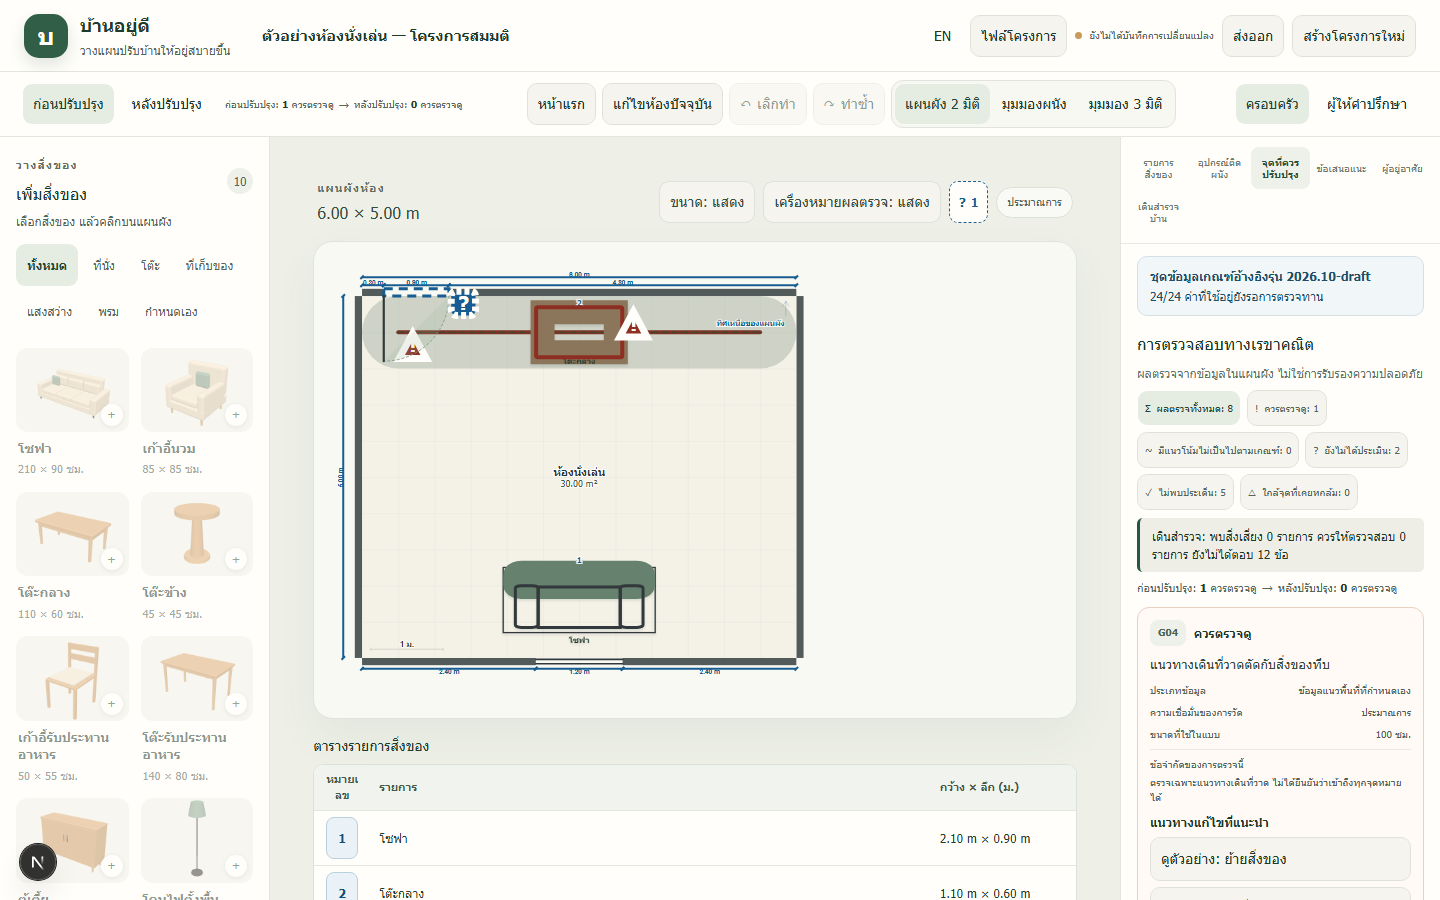 บ
บ้านอยู่ดี
วางแผนปรับบ้านให้อยู่สบายขึ้น
ตัวอย่างห้องนั่งเล่น — โครงการสมมติ
EN
ไฟล์โครงการ
ยังไม่ได้บันทึกการเปลี่ยนแปลง
ส่งออก
สร้างโครงการใหม่
ก่อนปรับปรุง
หลังปรับปรุง
ก่อนปรับปรุง: 1 ควรตรวจดู → หลังปรับปรุง: 0 ควรตรวจดู
หน้าแรก
แก้ไขห้องปัจจุบัน
↶ เลิกทำ
↷ ทำซ้ำ
แผนผัง 2 มิติ
มุมมองผนัง
มุมมอง 3 มิติ
ครอบครัว
ผู้ให้คำปรึกษา
วางสิ่งของ
เพิ่มสิ่งของ
10
เลือกสิ่งของ แล้วคลิกบนแผนผัง
ทั้งหมด
ที่นั่ง
โต๊ะ
ที่เก็บของ
แสงสว่าง
พรม
กำหนดเอง
+
+
โซฟา
เก้าอี้นวม
210 × 90 ซม.
85 × 85 ซม.
+
+
โต๊ะกลาง
โต๊ะข้าง
110 × 60 ซม.
45 × 45 ซม.
+
+
เก้าอี้รับประทาน
อาหาร
โต๊ะรับประทาน
อาหาร
50 × 55 ซม.
140 × 80 ซม.
+
+
N
ตู้เตี้ย
โคมไฟตั้งพื้น
แผนผังห้อง
6.00 × 5.00 m
ขนาด: แสดง
เครื่องหมายผลตรวจ: แสดง
? 1
ประมาณการ
6.00 m
0.30 m
0.90 m
4.80 m
?
2
!
!
ทิศเหนือของแผนผัง
โต๊ะกลาง
ห้องนั่งเล่น
30.00 m²
1
โซฟา
1 ม.
2.40 m
1.20 m
2.40 m
ตารางรายการสิ่งของ
หมายเ
ลข
รายการ
กว้าง × ลึก (ม.)
1
โซฟา
2.10 m × 0.90 m
2
โต๊ะกลาง
1.10 m × 0.60 m
รายการ
สิ่งของ
อุปกรณ์ติด
ผนัง
จุดที่ควร
ปรับปรุง
ข้อเสนอแนะ
ผู้อยู่อาศัย
เดินสำรวจ
บ้าน
ชุดข้อมูลเกณฑ์อ้างอิงรุ่น 2026.10-draft
24/24 ค่าที่ใช้อยู่ยังรอการตรวจทาน
การตรวจสอบทางเรขาคณิต
ผลตรวจจากข้อมูลในแผนผัง ไม่ใช่การรับรองความปลอดภัย
Σ ผลตรวจทั้งหมด: 8
! ควรตรวจดู: 1
~ มีแนวโน้มไม่เป็นไปตามเกณฑ์: 0
? ยังไม่ได้ประเมิน: 2
✓ ไม่พบประเด็น: 5
△ ใกล้จุดที่เคยหกล้ม: 0
เดินสำรวจ: พบสิ่งเสี่ยง 0 รายการ ควรให้ตรวจสอบ 0
รายการ ยังไม่ได้ตอบ 12 ข้อ
ก่อนปรับปรุง: 1 ควรตรวจดู → หลังปรับปรุง: 0 ควรตรวจดู
G04
ควรตรวจดู
แนวทางเดินที่วาดตัดกับสิ่งของทึบ
ประเภทข้อมูล
ข้อมูลแนวพื้นที่ที่กำหนดเอง
ความเชื่อมั่นของการวัด
ประมาณการ
ขนาดที่ใช้ในแบบ
100 ซม.
ข้อจำกัดของการตรวจนี้
ตรวจเฉพาะแนวทางเดินที่วาด ไม่ได้ยืนยันว่าเข้าถึงทุกจุดหมาย
ได้
แนวทางแก้ไขที่แนะนำ
ดูตัวอย่าง: ย้ายสิ่งของ